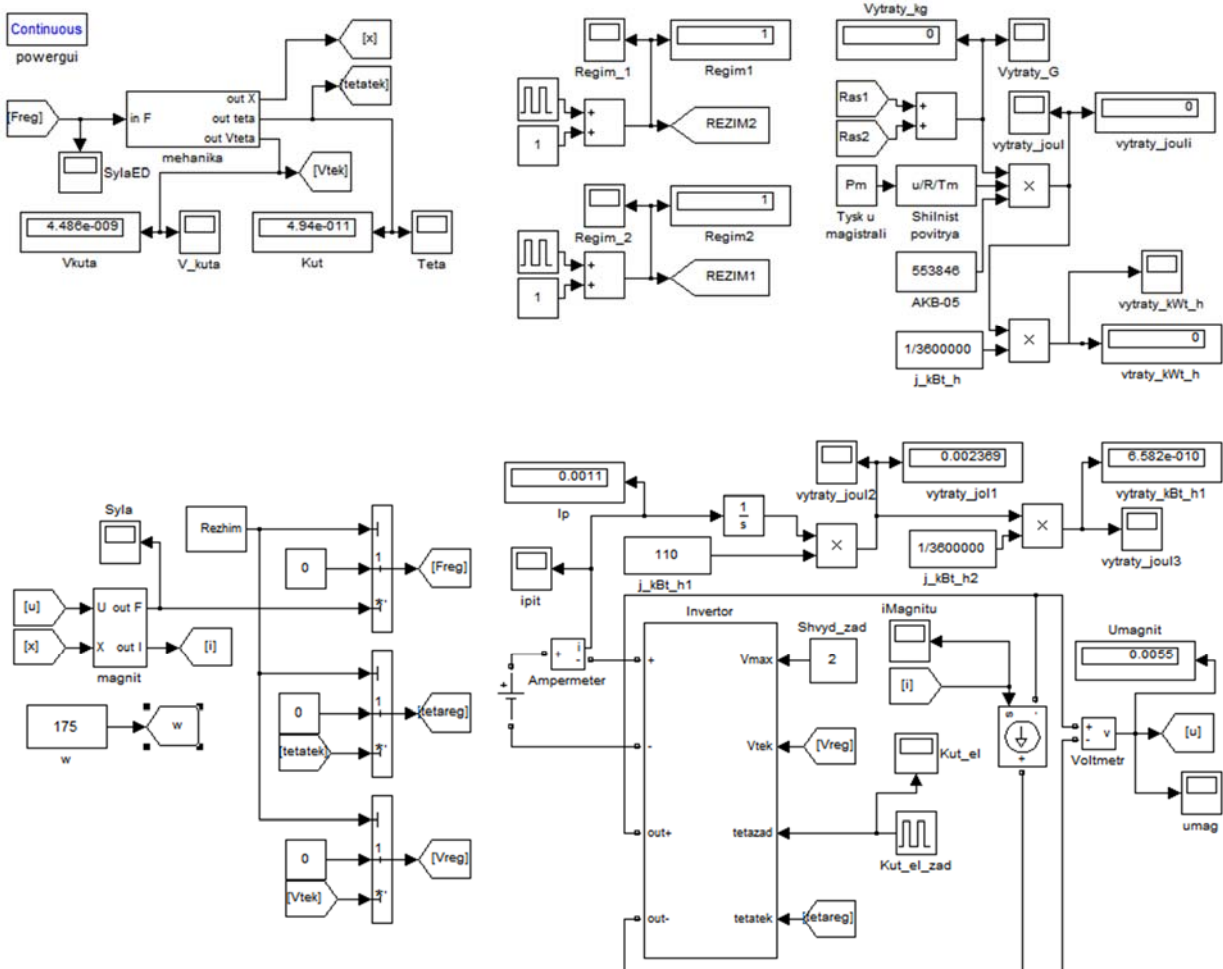 Continuous
powergui
[Freg]
in F
out X
out teta
out Vteta
mehanika
[x]
[tetatek]
[Vtek]
SylaED
4.486e-009
Vkuta
V_kuta
4.94e-011
Kut
Teta
Regim_1
1
Regim1
1
+
+
REZIM2
Regim_2
1
Regim2
1
+
+
REZIM1
Vytraty_kg
0
Vytraty_G
Ras1
Ras2
+
+
vytraty_joul
0
vytraty_jouli
Pm
Tysk u
magistrali
u/R/Tm
Shilnist
povitrya
×
553846
AKB-05
vytraty_kWt_h
1/3600000
j_kBt_h
×
0
vtraty_kWt_h
Syla
[u]
[x]
U out F
X out I
magnit
[i]
175
w
w
Rezhim
0
1
*'
[Freg]
0
1
*'
[tetatek]
[tetareg]
0
1
*'
[Vtek]
[Vreg]
0.0011
Ip
ipit
110
j_kBt_h1
1
s
×
vytraty_joul2
0.002369
vytraty_jol1
1/3600000
j_kBt_h2
×
6.582e-010
vytraty_kBt_h1
vytraty_joul3
+
-
i
Ampermeter
+
Invertor
+
-
out+
out-
Vmax
Vtek
tetazad
tetatek
Shvyd_zad
2
[Vreg]
Kut_el
Kut_el_zad
[tetareg]
iMagnitu
[i]
s
-
+
+
-
v
Voltmetr
Umagnit
0.0055
[u]
umag